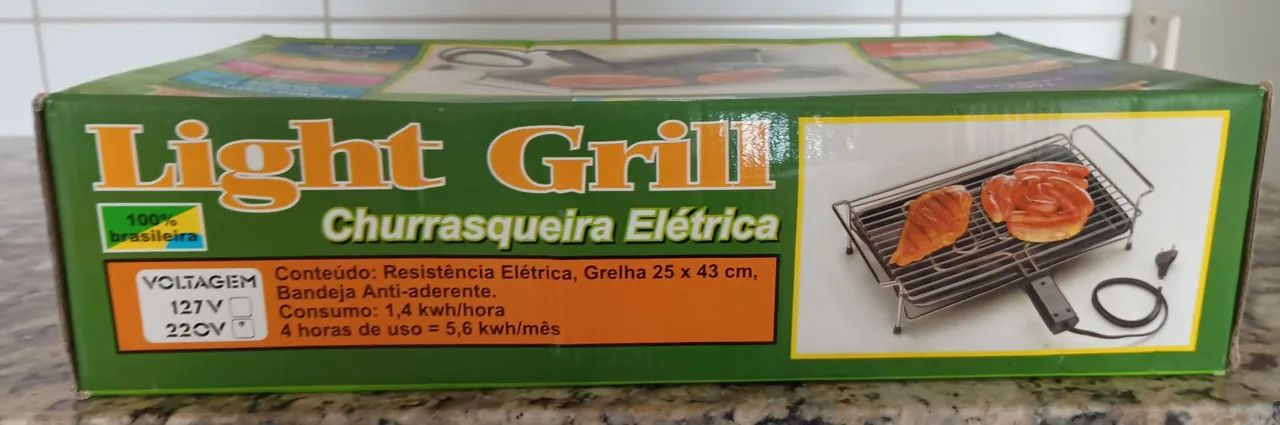 Light Grill
Churrasqueira Elétrica
100%
brasileira
VOLTAGEM
127V
220V
Conteúdo: Resistência Elétrica, Grelha 25 x 43 cm,
Bandeja Anti-aderente.
Consumo: 1,4 kwh/hora
4 horas de uso = 5,6 kwh/mês